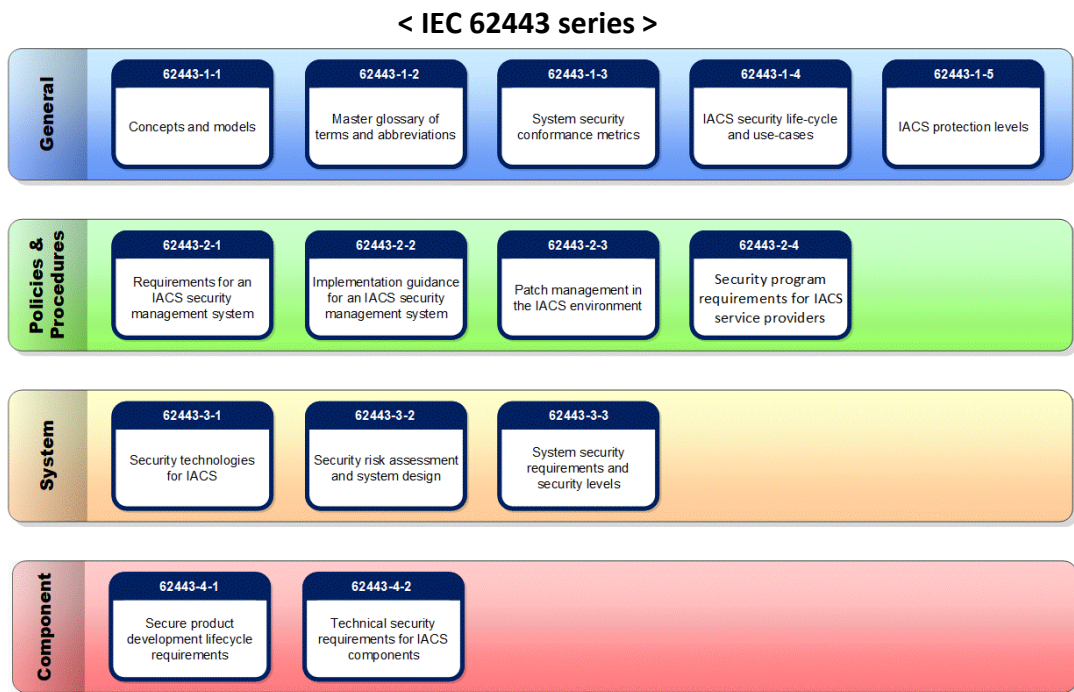 < IEC 62443 series >
General
62443-1-1
Concepts and models
62443-1-2
Master glossary of
terms and abbreviations
62443-1-3
System security
conformance metrics
62443-1-4
IACS security life-cycle
and use-cases
62443-1-5
IACS protection levels
Policies &
Procedures
62443-2-1
Requirements for an
IACS security
management system
62443-2-2
Implementation guidance
for an IACS security
management system
62443-2-3
Patch management in
the IACS environment
62443-2-4
Security program
requirements for IACS
service providers
System
62443-3-1
Security technologies
for IACS
62443-3-2
Security risk assessment
and system design
62443-3-3
System security
requirements and
security levels
Component
62443-4-1
Secure product
development lifecycle
requirements
62443-4-2
Technical security
requirements for IACS
components